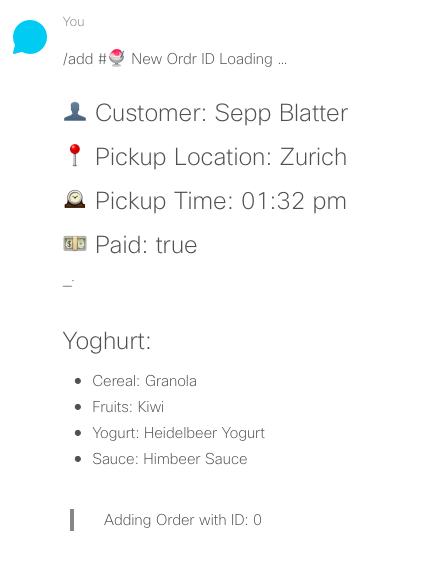 You
/add #🍧 New Ordr ID Loading ...
👤 Customer: Sepp Blatter
📍 Pickup Location: Zurich
🕰 Pickup Time: 01:32 pm
💵 Paid: true
_.
Yoghurt:
• Cereal: Granola
• Fruits: Kiwi
• Yogurt: Heidelbeer Yogurt
• Sauce: Himbeer Sauce
Adding Order with ID: 0